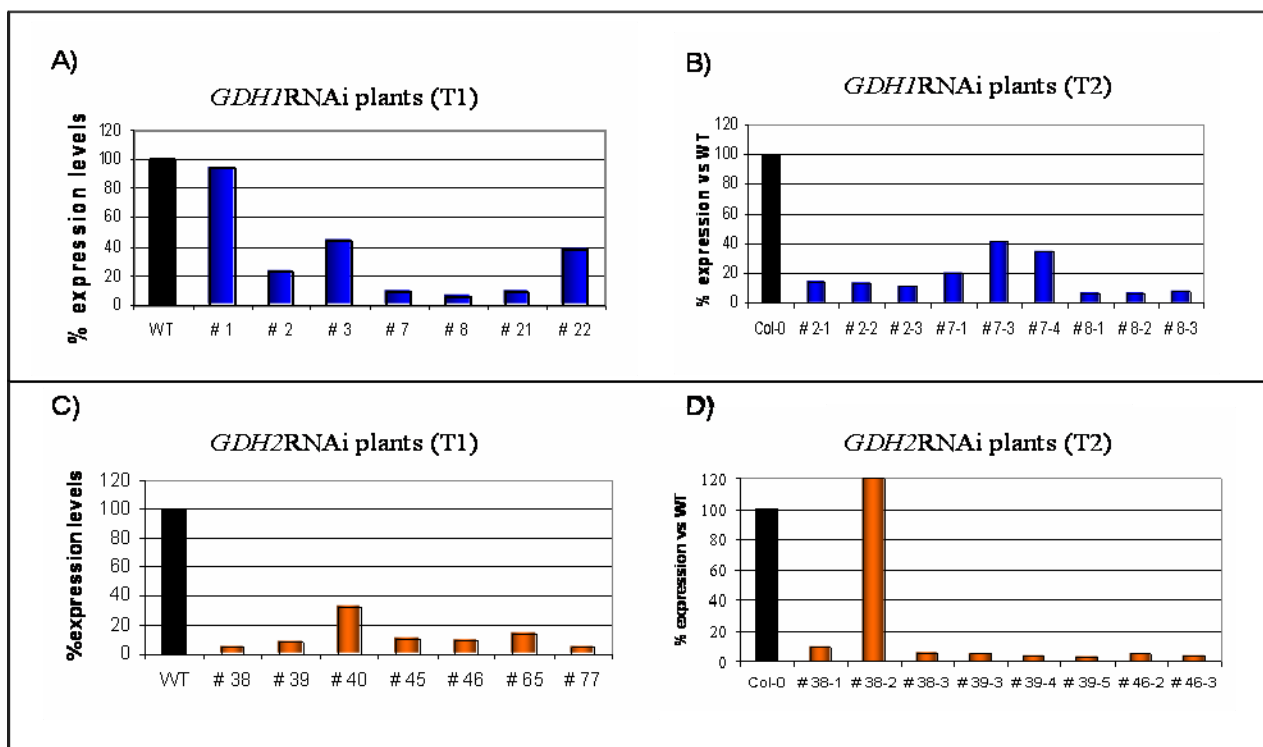 A)
GDH1RNAi plants (T1)
% expression levels
120
100
80
60
40
20
0
WT # 1 # 2 # 3 # 7 # 8 # 21 # 22
B)
GDH1RNAi plants (T2)
% expression vs WT
120
100
80
60
40
20
0
Col-0 # 2-1 # 2-2 # 2-3 #7-1 #7-3 #7-4 #8-1 #8-2 #8-3
C)
GDH2RNAi plants (T1)
%expression levels
120
100
80
60
40
20
0
WT # 38 # 39 # 40 # 45 # 46 # 65 # 77
D)
GDH2RNAi plants (T2)
% expression vs WT
120
100
80
60
40
20
0
Col-0 # 38-1 # 38-2 # 38-3 # 39-3 # 39-4 # 39-5 # 46-2 # 46-3